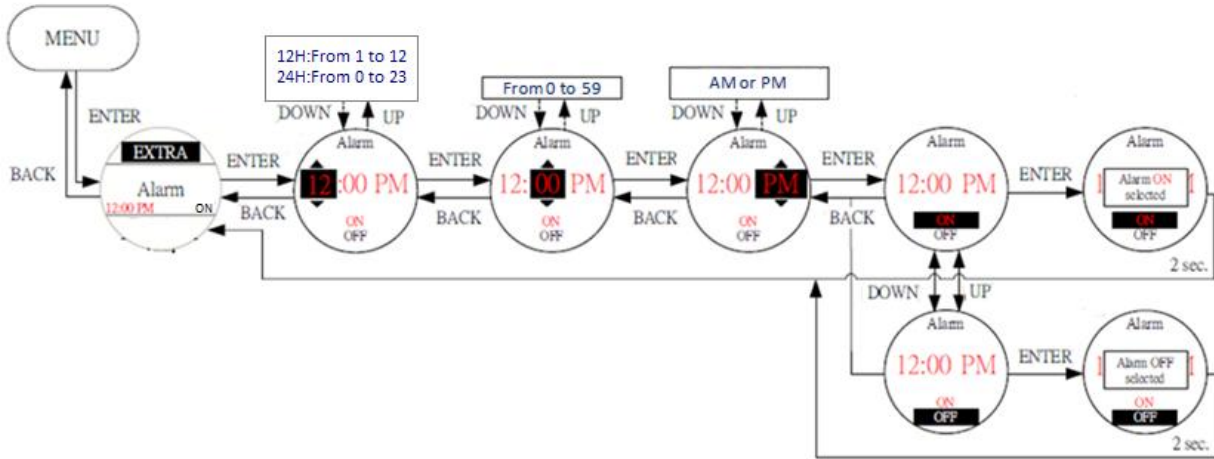 MENU
12H:From 1 to 12
24H:From 0 to 23
From 0 to 59
AM or PM
DOWN
UP
DOWN
UP
DOWN
UP
ENTER
BACK
EXTRA
Alarm
12:00 PM
ON
ENTER
BACK
Alarm
12:00 PM
ON
OFF
ENTER
BACK
Alarm
12:00 PM
ON
OFF
ENTER
BACK
Alarm
12:00 PM
ON
OFF
ENTER
BACK
Alarm
12:00 PM
ON
OFF
ENTER
Alarm
1
M
Alarm ON
selected
ON
OFF
2 sec.
DOWN
UP
Alarm
12:00 PM
ON
OFF
ENTER
Alarm
1
M
Alarm OFF
selected
ON
OFF
2 sec.